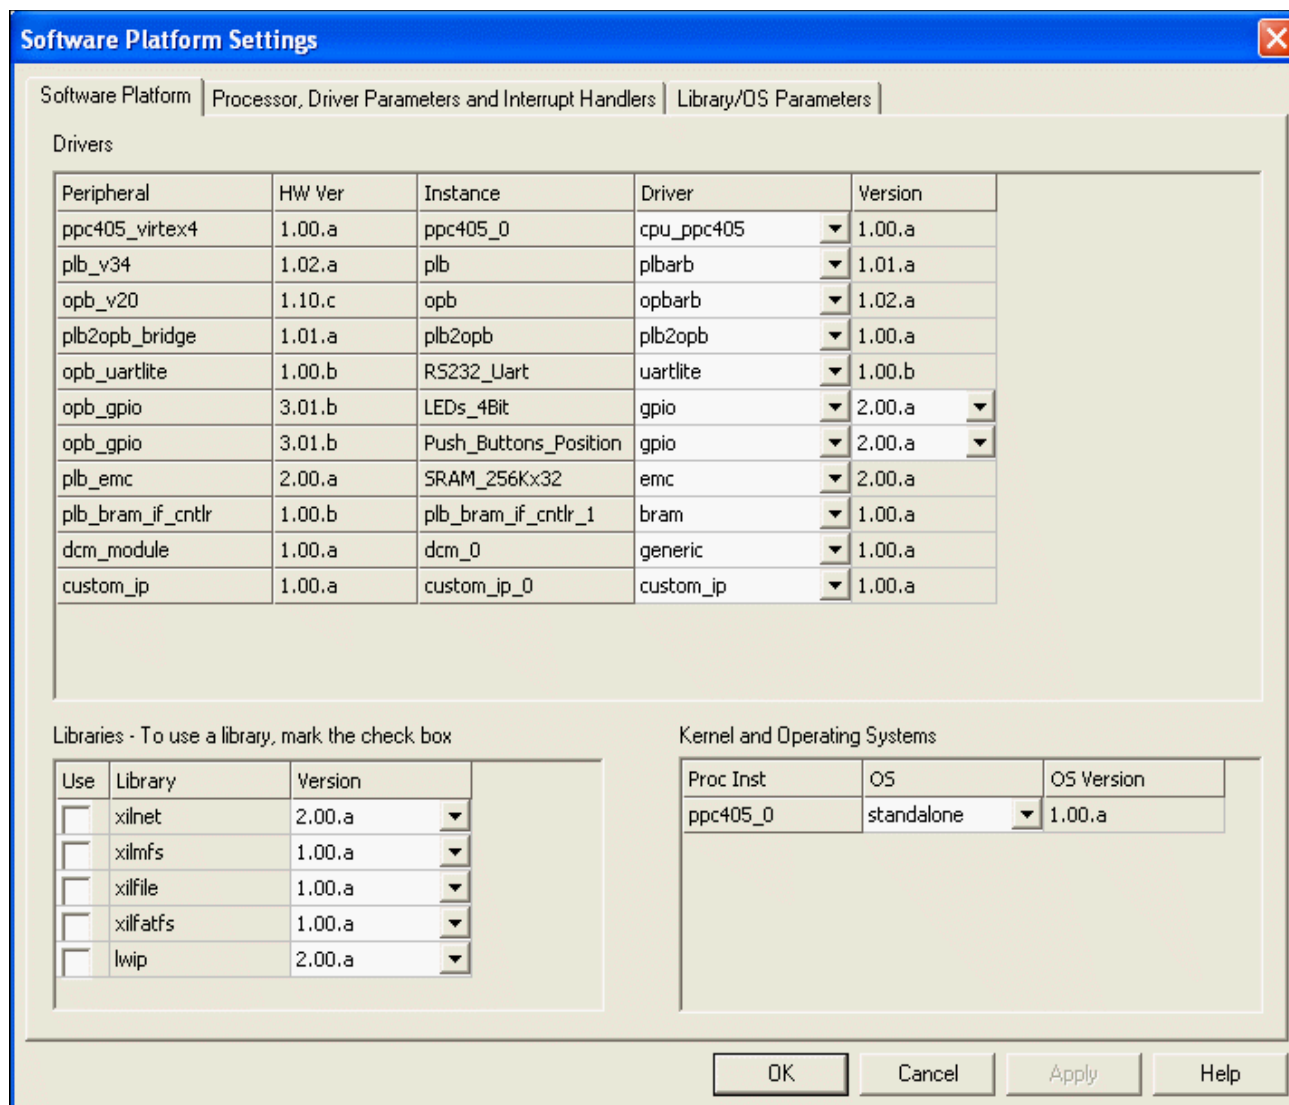 Software Platform Settings
Software Platform Processor, Driver Parameters and Interrupt Handlers Library/OS Parameters
Drivers
Peripheral HW Ver Instance Driver Version
ppc405_virtex4 1.00.a ppc405_0 cpu_ppc405 1.00.a
plb_v34 1.02.a plb plbarb 1.01.a
opb_v20 1.10.c opb opbarb 1.02.a
plb2opb_bridge 1.01.a plb2opb plb2opb 1.00.a
opb_uartlite 1.00.b RS232_Uart uartlite 1.00.b
opb_gpio 3.01.b LEDs_4Bit gpio 2.00.a
opb_gpio 3.01.b Push_Buttons_Position gpio 2.00.a
plb_emc 2.00.a SRAM_256Kx32 emc 2.00.a
plb_bram_if_cntlr 1.00.b plb_bram_if_cntlr_1 bram 1.00.a
dcm_module 1.00.a dcm_0 generic 1.00.a
custom_ip 1.00.a custom_ip_0 custom_ip 1.00.a
Libraries - To use a library, mark the check box
Use Library Version
xilnet 2.00.a
xilmfs 1.00.a
xilfile 1.00.a
xilfatfs 1.00.a
lwip 2.00.a
Kernel and Operating Systems
Proc Inst OS OS Version
ppc405_0 standalone 1.00.a
OK Cancel Apply Help